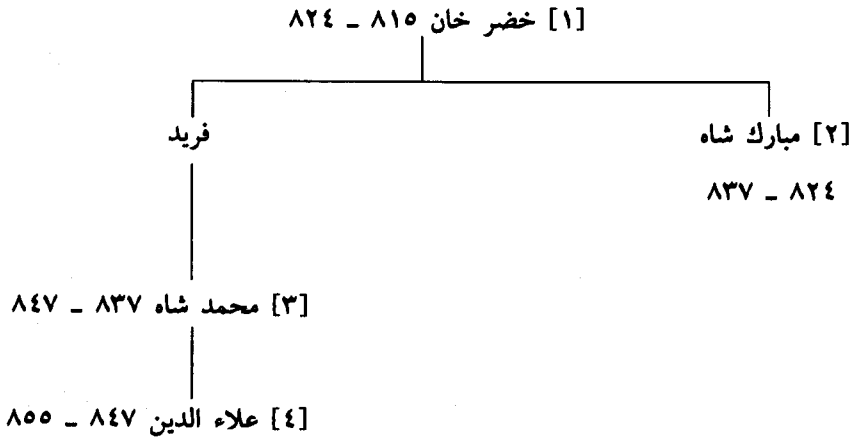 [١] خضر خان ٨١٥ ـ ٨٢٤
[٢] مبارك شاه
فريد
٨٢٤ ـ ٨٣٧
[٣] محمد شاه ٨٣٧ ـ ٨٤٧
[٤] علاء الدين ٨٤٧ ـ ٨٥٥